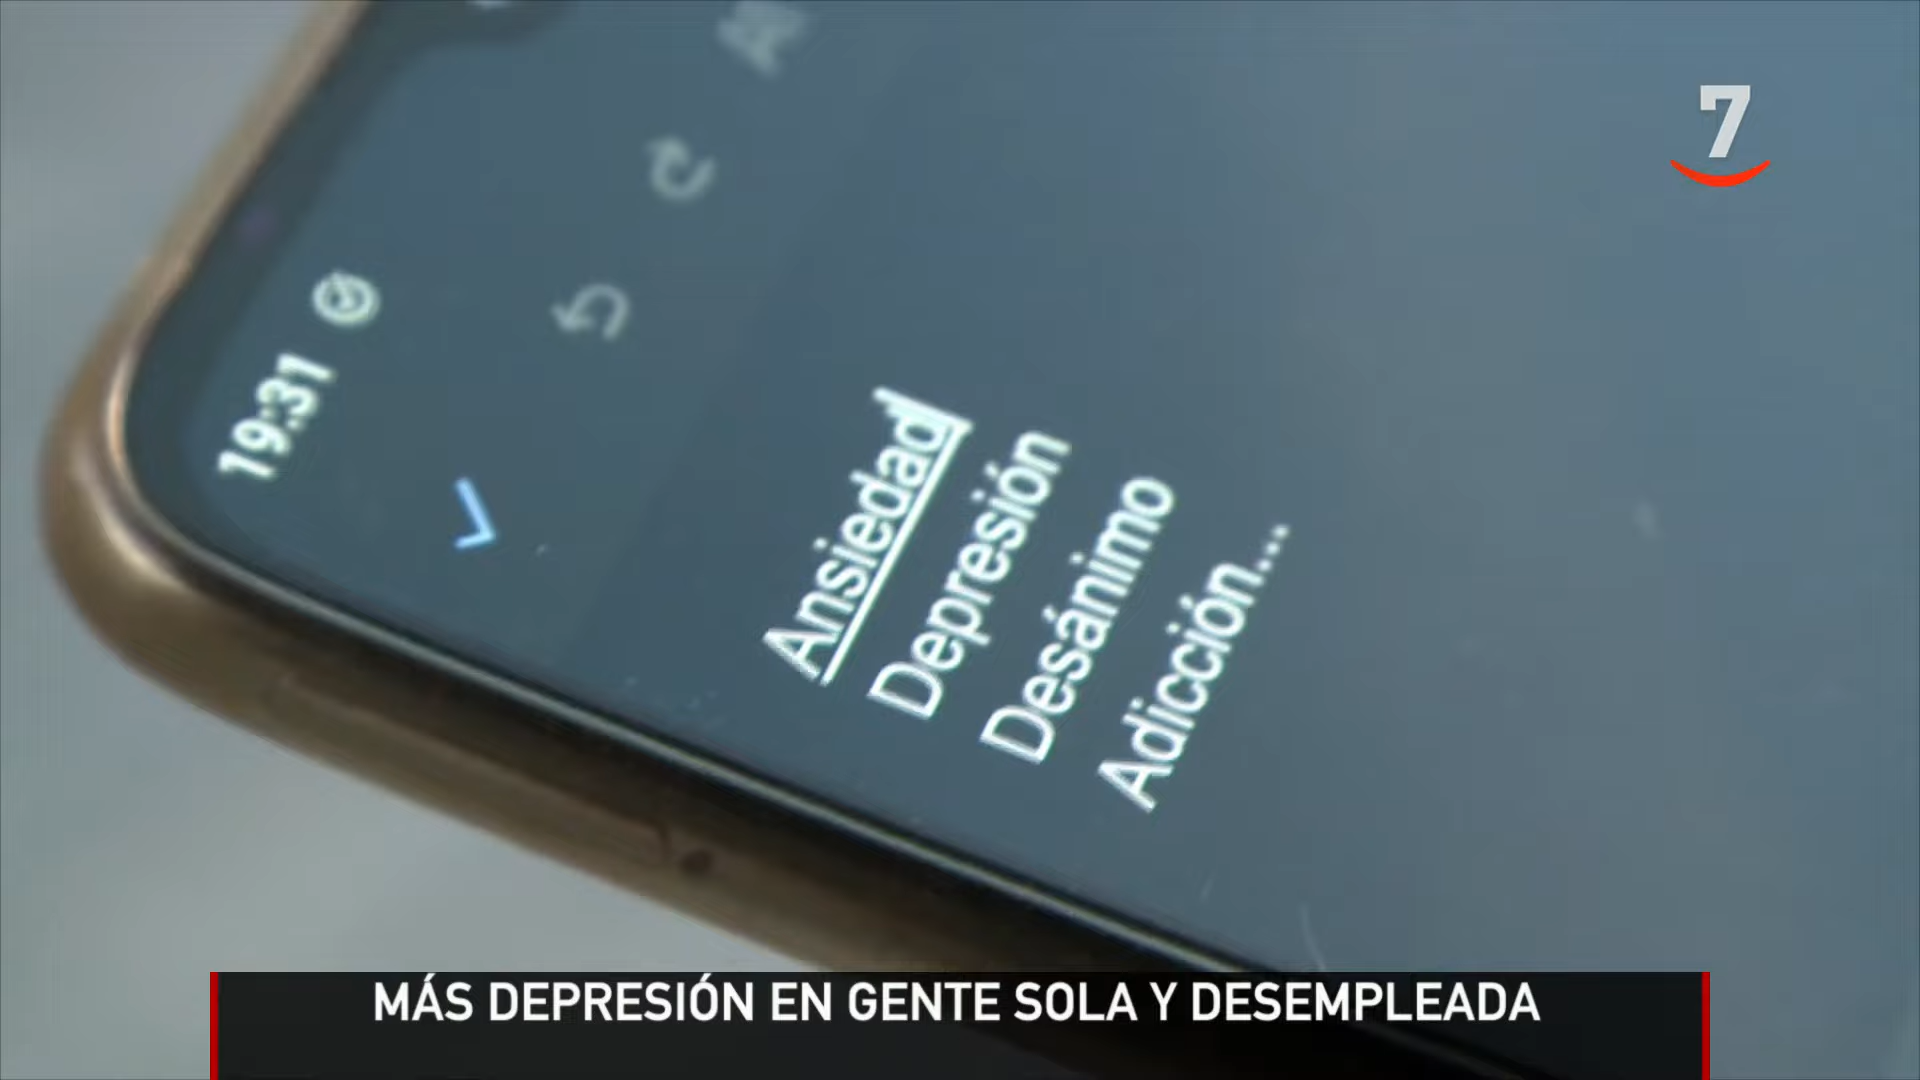 7
19:31
Ansiedad
Depresión
Desánimo
Adicción...
MÁS DEPRESIÓN EN GENTE SOLA Y DESEMPLEADA